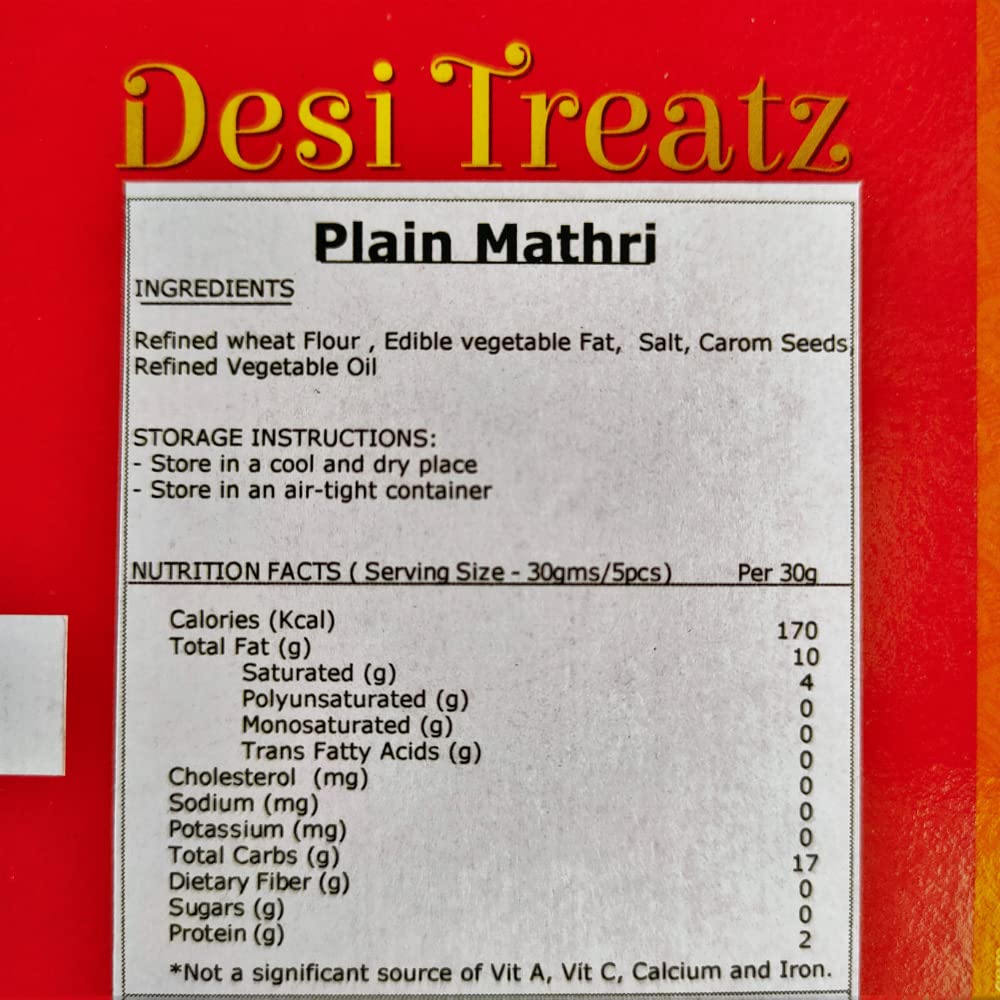 Desi Treatz
Plain Mathri
INGREDIENTS
Refined wheat Flour , Edible vegetable Fat, Salt, Carom Seeds
Refined Vegetable Oil
STORAGE INSTRUCTIONS:
- Store in a cool and dry place
- Store in an air-tight container
NUTRITION FACTS ( Serving Size - 30gms/5pcs) Per 30g
Calories (Kcal) 170
Total Fat (g) 10
Saturated (g) 4
Polyunsaturated (g) 0
Monosaturated (g) 0
Trans Fatty Acids (g) 0
Cholesterol (mg) 0
Sodium (mg) 0
Potassium (mg) 0
Total Carbs (g) 17
Dietary Fiber (g) 0
Sugars (g) 0
Protein (g) 2
*Not a significant source of Vit A, Vit C, Calcium and Iron.